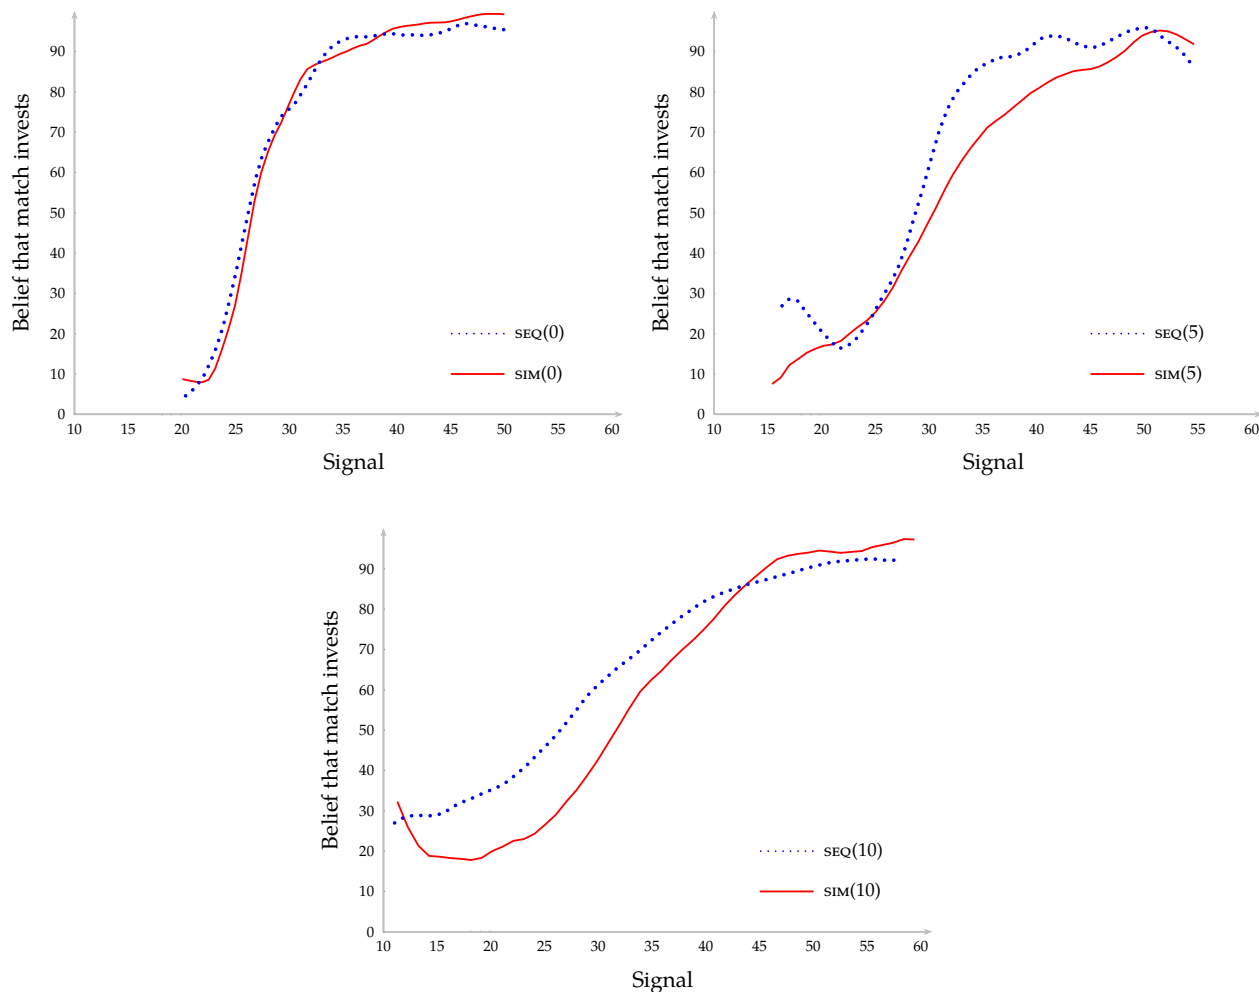 90
80
70
60
50
40
30
20
10
0
Belief that match invests
10 15 20 25 30 35 40 45 50 60
Signal
SEQ(0)
SIM(0)
90
80
70
60
50
40
30
20
10
0
Belief that match invests
10 15 20 25 30 35 40 45 50 55 60
Signal
SEQ(5)
SIM(5)
90
80
70
60
50
40
30
20
10
0
Belief that match invests
10 15 20 25 30 35 40 45 50 55 60
Signal
SEQ(10)
SIM(10)